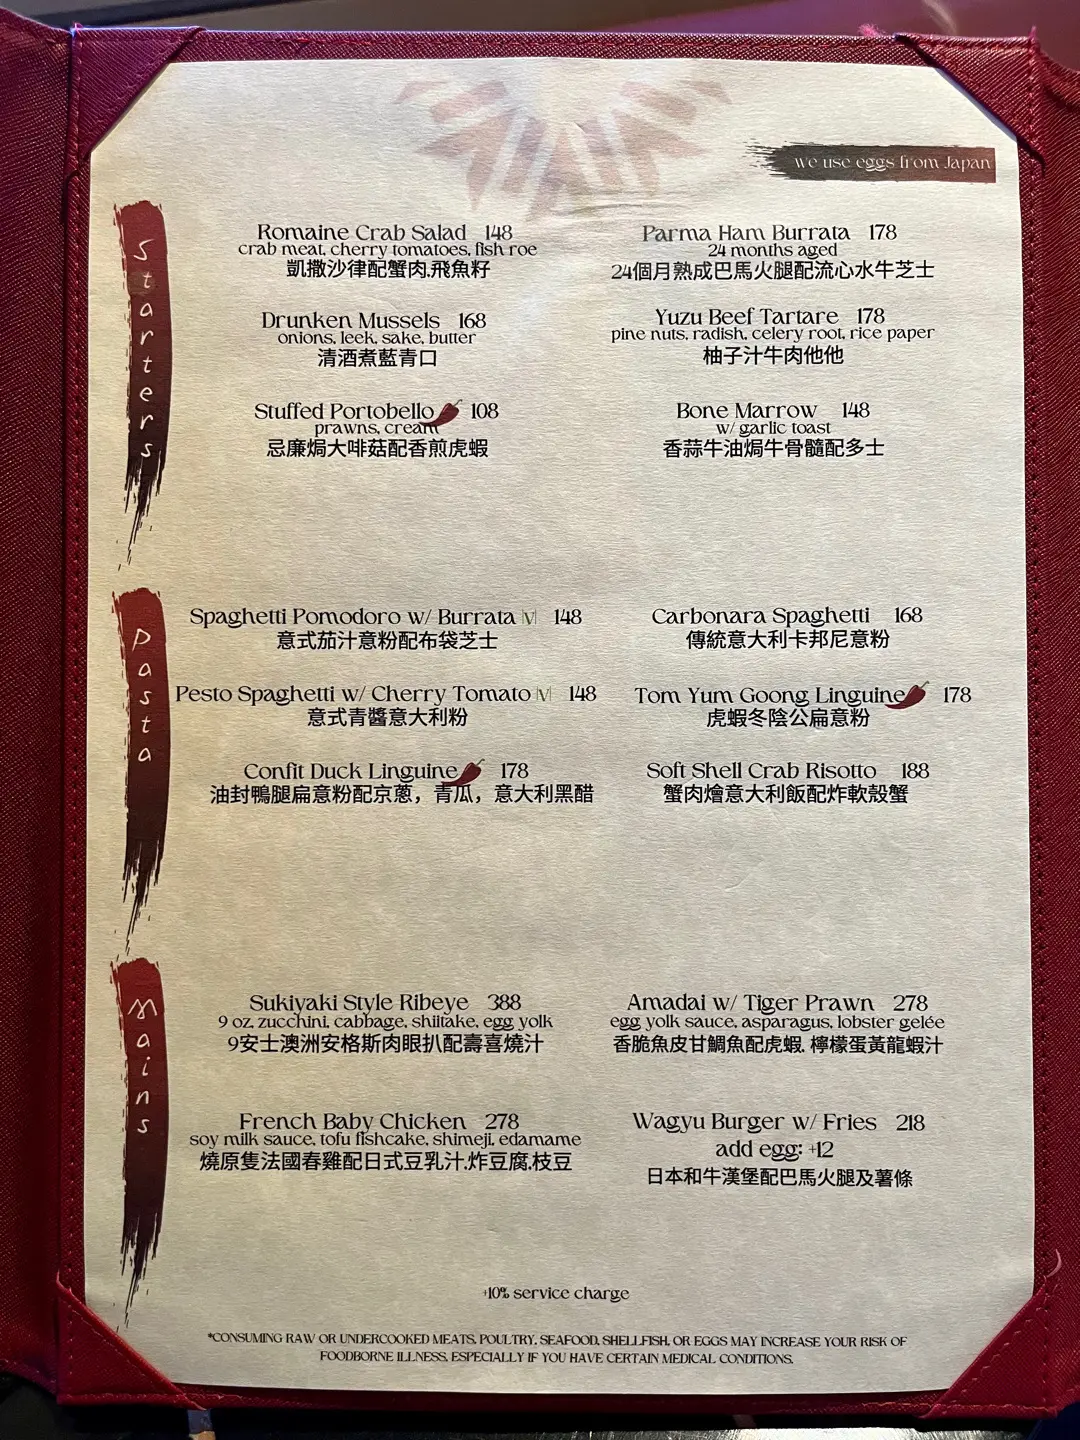 we use eggs from Japan
Starters
Romaine Crab Salad 148
crab meat, cherry tomatoes, fish roe
凱撒沙律配蟹肉,飛魚籽
Parma Ham Burrata 178
24 months aged
24個月熟成巴馬火腿配流心水牛芝士
Drunken Mussels 168
onions, leek, sake, butter
清酒煮藍青口
Yuzu Beef Tartare 178
pine nuts, radish, celery root, rice paper
柚子汁牛肉他他
Stuffed Portobello 108
prawns, cream
忌廉焗大啡菇配香煎虎蝦
Bone Marrow 148
w/ garlic toast
香蒜牛油焗牛骨髓配多士
Pasta
Spaghetti Pomodoro w/ Burrata |v| 148
意式茄汁意粉配布袋芝士
Carbonara Spaghetti 168
傳統意大利卡邦尼意粉
Pesto Spaghetti w/ Cherry Tomato |v| 148
意式青醬意大利粉
Tom Yum Goong Linguine 178
虎蝦冬陰公扁意粉
Confit Duck Linguine 178
油封鴨腿扁意粉配京蔥，青瓜，意大利黑醋
Soft Shell Crab Risotto 188
蟹肉燴意大利飯配炸軟殼蟹
Mains
Sukiyaki Style Ribeye 388
9 oz, zucchini, cabbage, shiitake, egg yolk
9安士澳洲安格斯肉眼扒配壽喜燒汁
Amadai w/ Tiger Prawn 278
egg yolk sauce, asparagus, lobster gelée
香脆魚皮甘鯛魚配虎蝦, 檸檬蛋黃龍蝦汁
French Baby Chicken 278
soy milk sauce, tofu fishcake, shimeji, edamame
燒原隻法國春雞配日式豆乳汁,炸豆腐,枝豆
Wagyu Burger w/ Fries 218
add egg: +12
日本和牛漢堡配巴馬火腿及薯條
+10% service charge
*CONSUMING RAW OR UNDERCOOKED MEATS, POULTRY, SEAFOOD, SHELLFISH, OR EGGS MAY INCREASE YOUR RISK OF
FOODBORNE ILLNESS, ESPECIALLY IF YOU HAVE CERTAIN MEDICAL CONDITIONS.